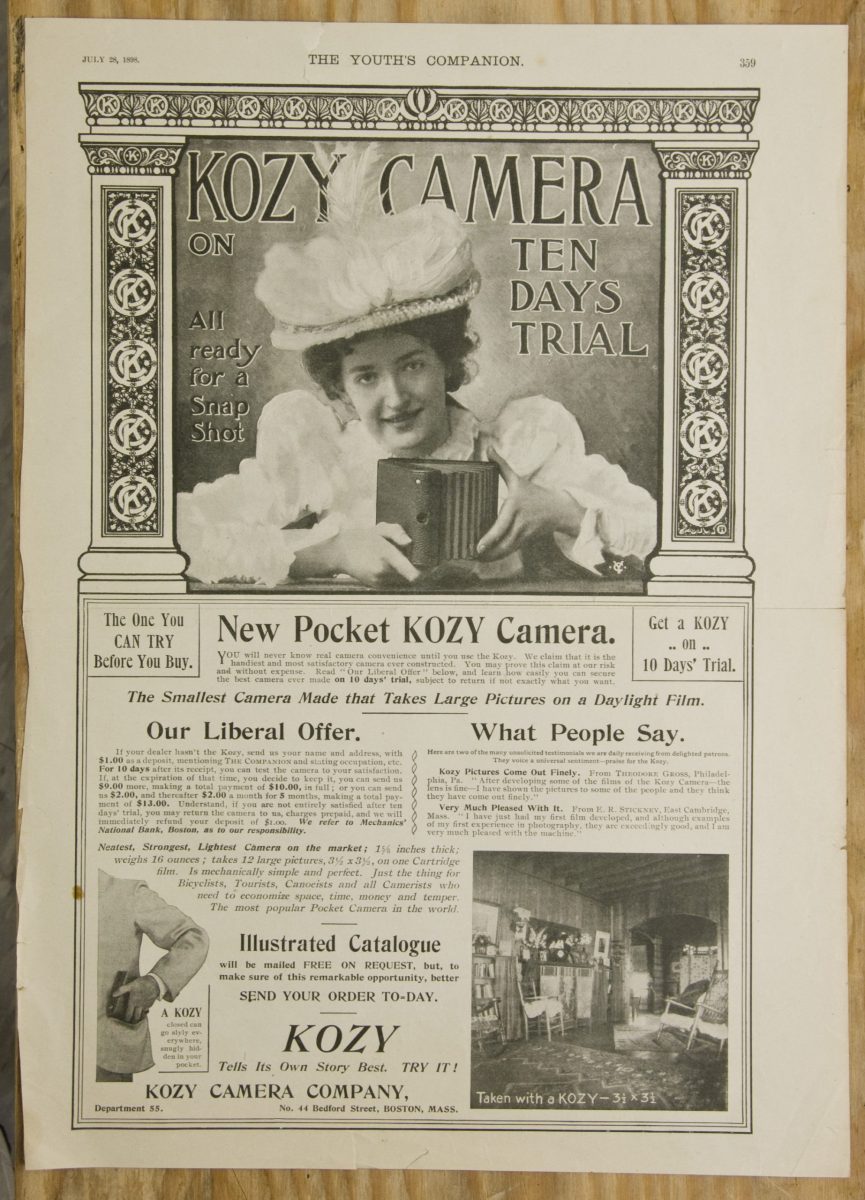 JULY 28, 1898.
THE YOUTH'S COMPANION.
359
KOZY CAMERA
ON
TEN
DAYS
TRIAL
All
ready
for a
Snap
Shot
The One You
CAN TRY
Before You Buy.
New Pocket KOZY Camera.
YOU will never know real camera convenience until you use the Kozy. We claim that it is the
handiest and most satisfactory camera ever constructed. You may prove this claim at our risk
and without expense. Read "Our Liberal Offer" below, and learn how easily you can secure
the best camera ever made on 10 days' trial, subject to return if not exactly what you want.
Get a KOZY
.. on ..
10 Days' Trial.
The Smallest Camera Made that Takes Large Pictures on a Daylight Film.
Our Liberal Offer.
If your dealer hasn't the Kozy, send us your name and address, with
$1.00 as a deposit, mentioning THE COMPANION and stating occupation, etc.
For 10 days after its receipt, you can test the camera to your satisfaction.
If, at the expiration of that time, you decide to keep it, you can send us
$9.00 more, making a total payment of $10.00, in full; or you can send
us $2.00, and thereafter $2.00 a month for 5 months, making a total pay-
ment of $13.00. Understand, if you are not entirely satisfied after ten
days' trial, you may return the camera to us, charges prepaid, and we will
immediately refund your deposit of $1.00. We refer to Mechanics'
National Bank, Boston, as to our responsibility.
What People Say.
Here are two of the many unsolicited testimonials we are daily receiving from delighted patrons.
They voice a universal sentiment—praise for the Kozy.
Kozy Pictures Come Out Finely. From THEODORE GROSS, Philadel-
phia, Pa. "After developing some of the films of the Kozy Camera—the
lens is fine—I have shown the pictures to some of the people and they think
they have come out finely."
Very Much Pleased With It. From E. R. STICKNEY, East Cambridge,
Mass. "I have just had my first film developed, and although examples
of my first experience in photography, they are exceedingly good, and I am
very much pleased with the machine."
Neatest, Strongest, Lightest Camera on the market; 1⅝ inches thick;
weighs 16 ounces; takes 12 large pictures, 3½ x 3½, on one Cartridge
film. Is mechanically simple and perfect. Just the thing for
Bicyclists, Tourists, Canoeists and all Camerists who
need to economize space, time, money and temper.
The most popular Pocket Camera in the world.
Illustrated Catalogue
will be mailed FREE ON REQUEST, but, to
make sure of this remarkable opportunity, better
SEND YOUR ORDER TO-DAY.
A KOZY
closed can
go slyly ev-
erywhere,
snugly hid-
den in your
pocket.
KOZY
Tells Its Own Story Best. TRY IT!
KOZY CAMERA COMPANY,
Department 55.
No. 44 Bedford Street, BOSTON, MASS.
Taken with a KOZY – 3½ x 3½